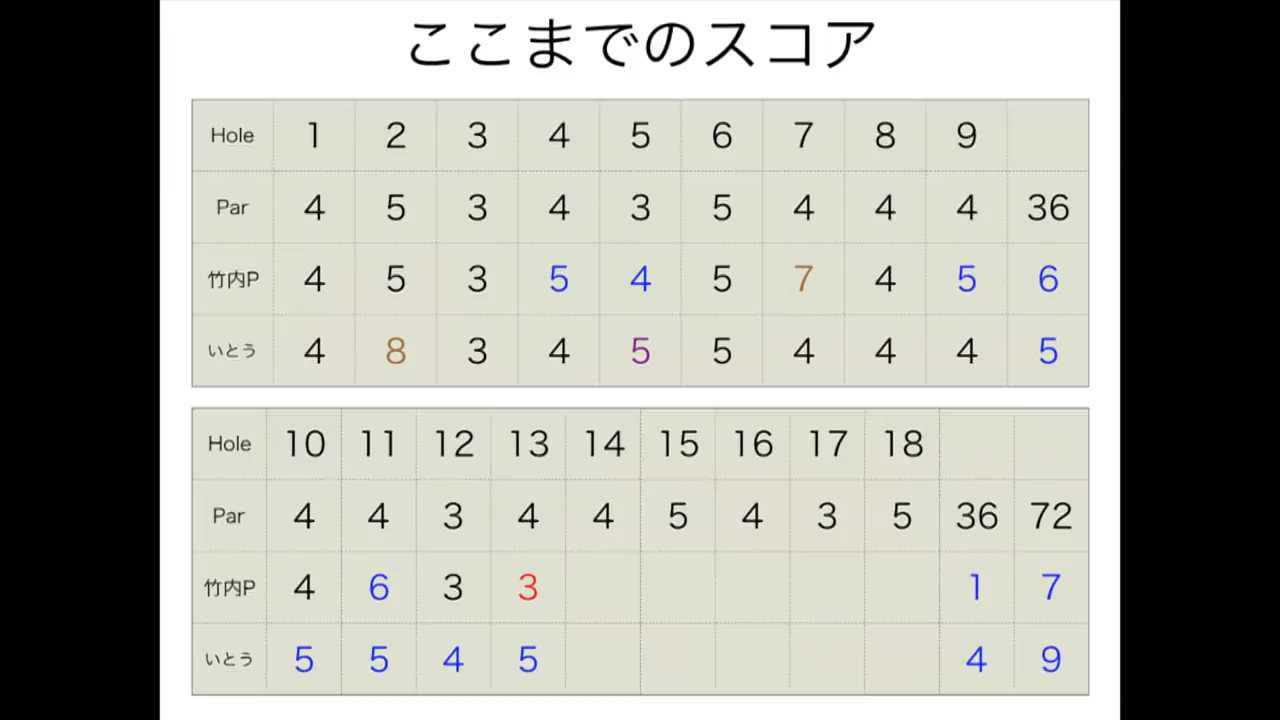 ここまでのスコア
Hole 1 2 3 4 5 6 7 8 9
Par 4 5 3 4 3 5 4 4 4 36
竹内P 4 5 3 5 4 5 7 4 5 6
いとう 4 8 3 4 5 5 4 4 4 5
Hole 10 11 12 13 14 15 16 17 18
Par 4 4 3 4 4 5 4 3 5 36 72
竹内P 4 6 3 3 1 7
いとう 5 5 4 5 4 9